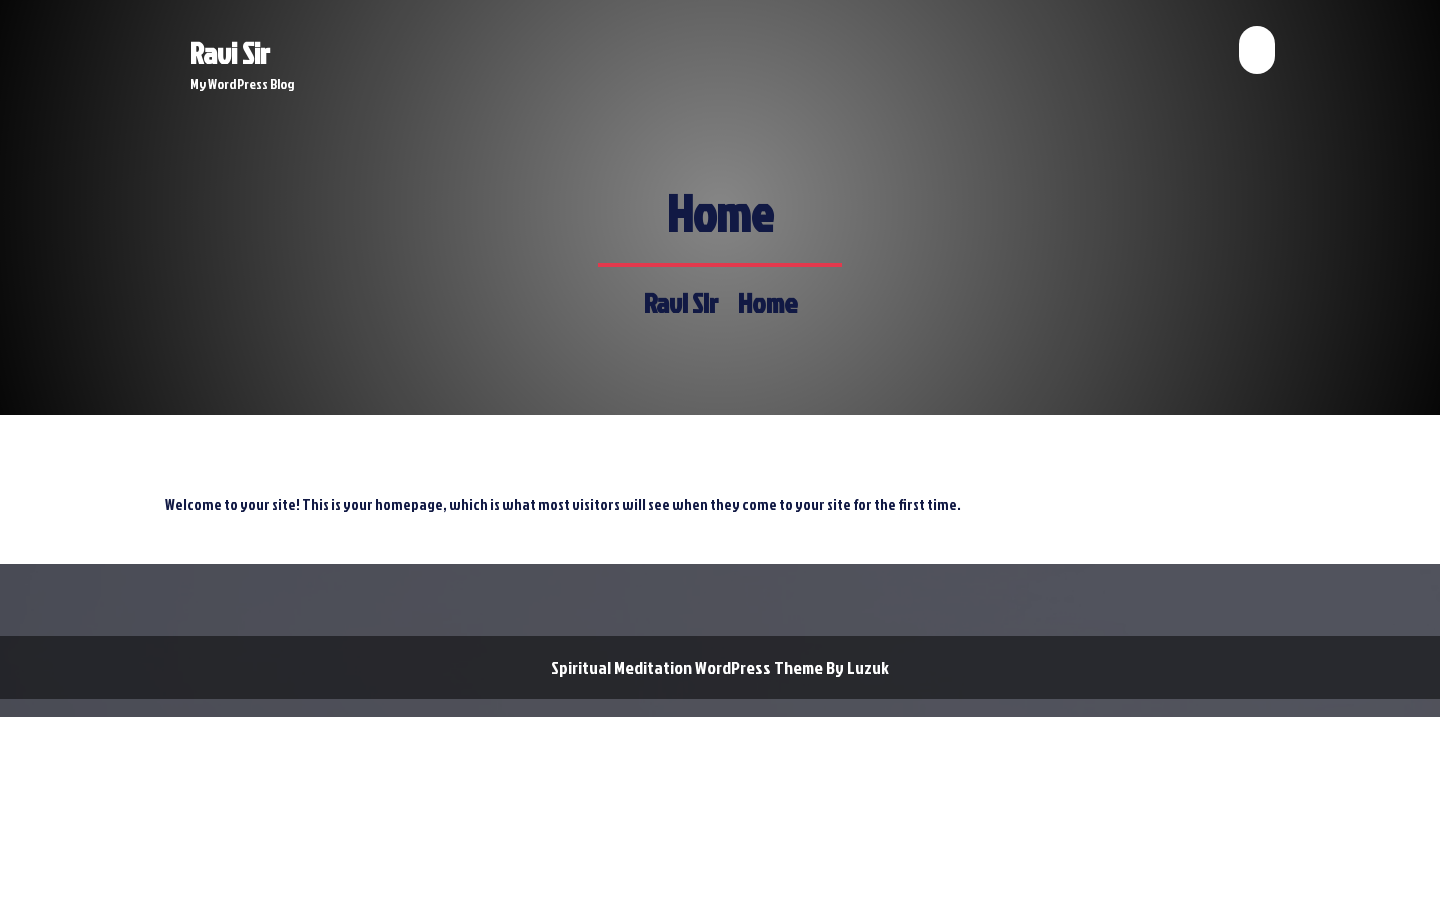 Ravi Sir
My WordPress Blog
Home
Ravi Sir Home
Welcome to your site! This is your homepage, which is what most visitors will see when they come to your site for the first time.
Spiritual Meditation WordPress Theme By Luzuk